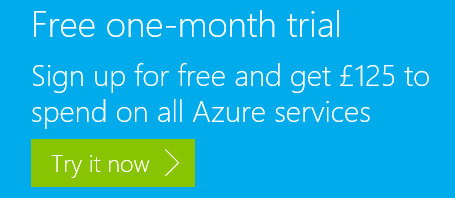 Free one-month trial
Sign up for free and get £125 to
spend on all Azure services
Try it now